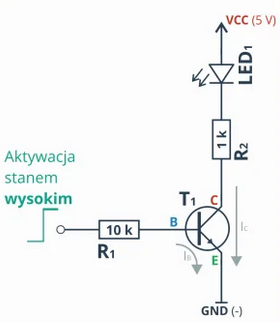 VCC (5 V)
LED1
1 k
R2
Aktywacja
stanem
wysokim
T1
C
IC
10 k
B
R1
IB
E
GND (-)